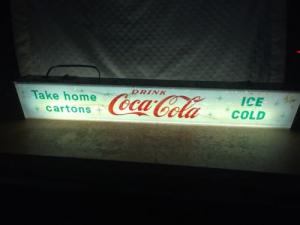 Take home
cartons
DRINK
Coca-Cola
ICE
COLD